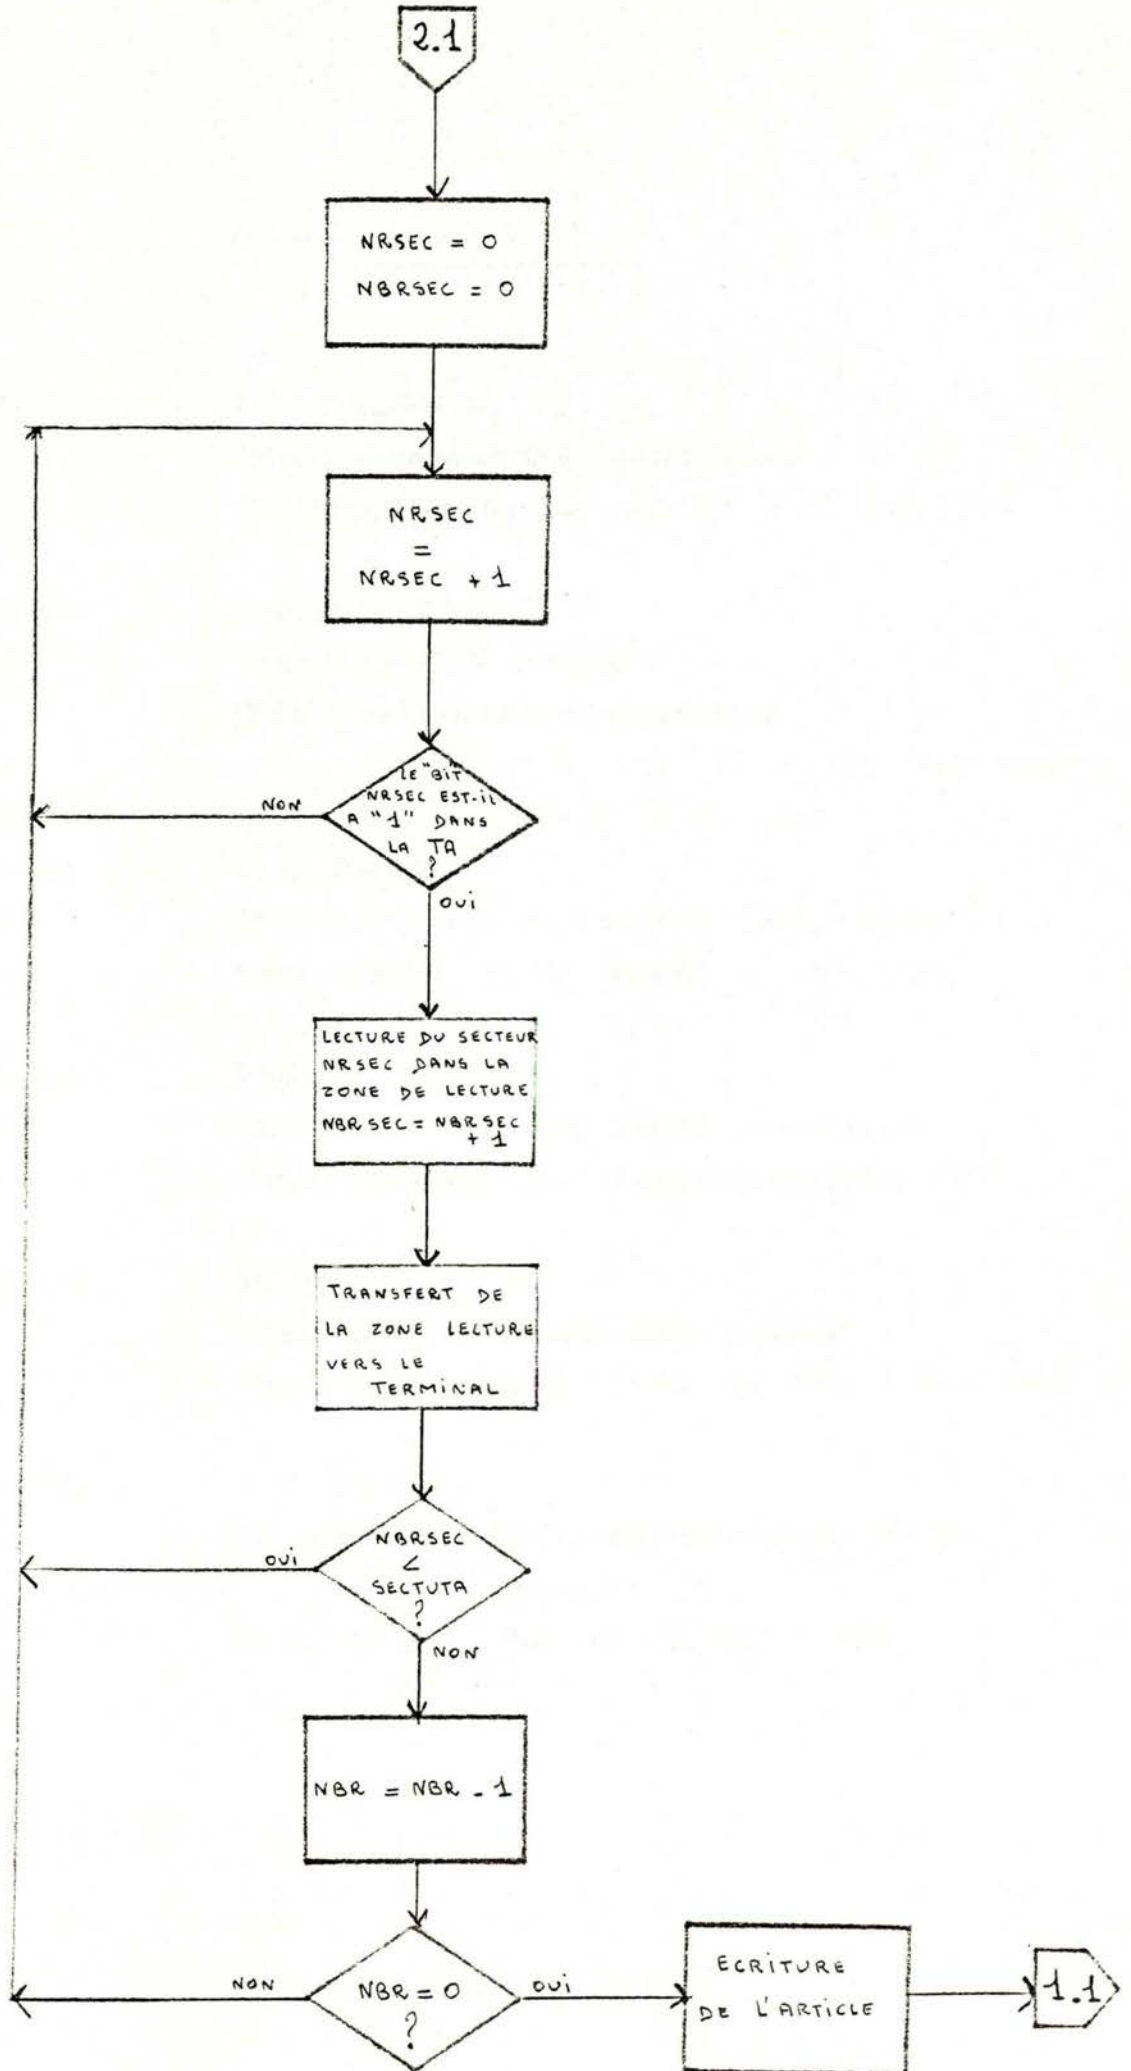 2.1
NRSEC = 0
NBRSEC = 0
NRSEC
=
NRSEC + 1
LE "BIT"
NRSEC EST-IL
A "1" DANS
LA TA
?
NON
OUI
LECTURE DU SECTEUR
NRSEC DANS LA
ZONE DE LECTURE
NBRSEC = NBRSEC
+ 1
TRANSFERT DE
LA ZONE LECTURE
VERS LE
TERMINAL
NBRSEC
<
SECTUTA
?
OUI
NON
NBR = NBR - 1
NBR = 0
?
NON
OUI
ECRITURE
DE L'ARTICLE
1.1